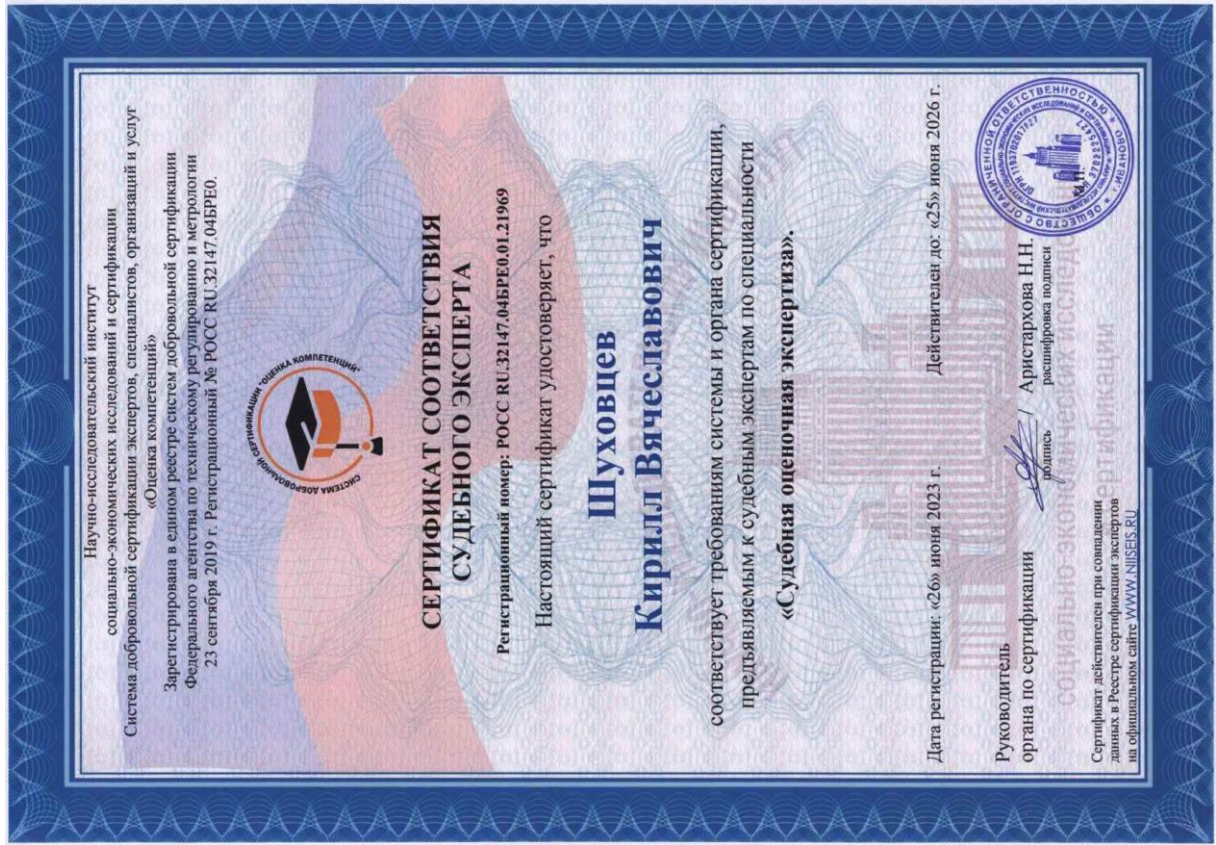 Научно-исследовательский институт
социально-экономических исследований и сертификации
Система добровольной сертификации экспертов, специалистов, организаций и услуг
«Оценка компетенций»
Зарегистрирована в едином реестре систем добровольной сертификации
Федерального агентства по техническому регулированию и метрологии
23 сентября 2019 г. Регистрационный № РОСС RU.32147.04БРЕ0.
СИСТЕМА ДОБРОВОЛЬНОЙ СЕРТИФИКАЦИИ "ОЦЕНКА КОМПЕТЕНЦИЙ"
СЕРТИФИКАТ СООТВЕТСТВИЯ
СУДЕБНОГО ЭКСПЕРТА
Регистрационный номер: РОСС RU.32147.04БРЕ0.01.21969
Настоящий сертификат удостоверяет, что
Шуховцев
Кирилл Вячеславович
соответствует требованиям системы и органа сертификации,
предъявляемым к судебным экспертам по специальности
«Судебная оценочная экспертиза».
Дата регистрации: «26» июня 2023 г. Действителен до: «25» июня 2026 г.
Руководитель
органа по сертификации / Аристархова Н.Н.
подпись расшифровка подписи
М.П.
ОБЩЕСТВО С ОГРАНИЧЕННОЙ ОТВЕТСТВЕННОСТЬЮ * г. ИВАНОВО *
Сертификат действителен при совпадении
данных в Реестре сертификации экспертов
на официальном сайте WWW.NIISEIS.RU